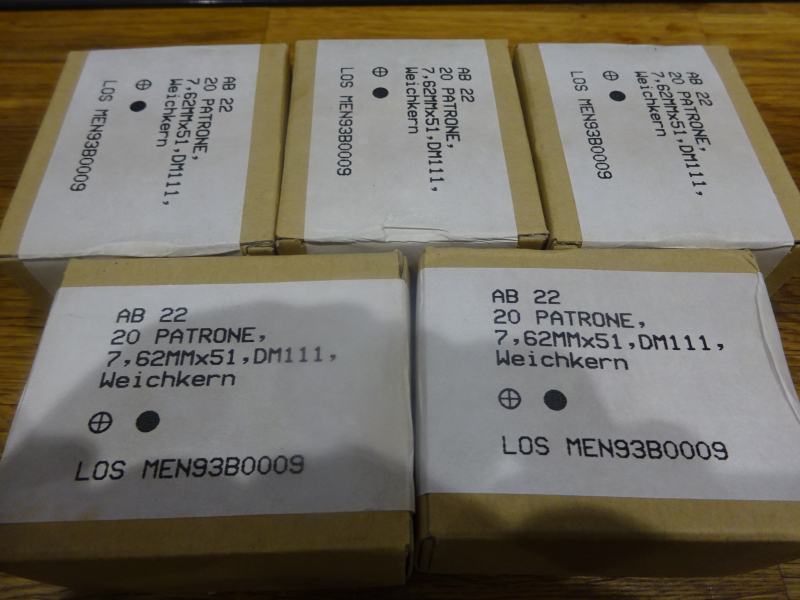 AB 22
20 PATRONE,
7,62MMx51,DM111,
Weichkern
LOS MEN93B0009
AB 22
20 PATRONE,
7,62MMx51,DM111,
Weichkern
LOS MEN93B0009
AB 22
20 PATRONE,
7,62MMx51,DM111,
Weichkern
LOS MEN93B0009
AB 22
20 PATRONE,
7,62MMx51,DM111,
Weichkern
LOS MEN93B0009
AB 22
20 PATRONE,
7,62MMx51,DM111,
Weichkern
LOS MEN93B0009